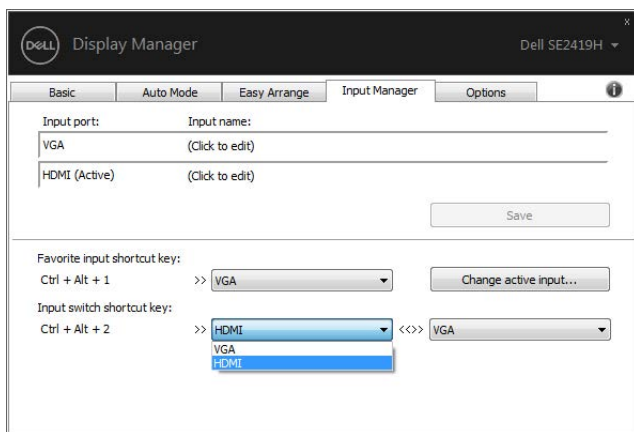 DELL Display Manager Dell SE2419H
x
Basic Auto Mode Easy Arrange Input Manager Options i
Input port: Input name:
VGA (Click to edit)
HDMI (Active) (Click to edit)
Save
Favorite input shortcut key:
Ctrl + Alt + 1 >> VGA Change active input...
Input switch shortcut key:
Ctrl + Alt + 2 >> HDMI <<>> VGA
VGA
HDMI